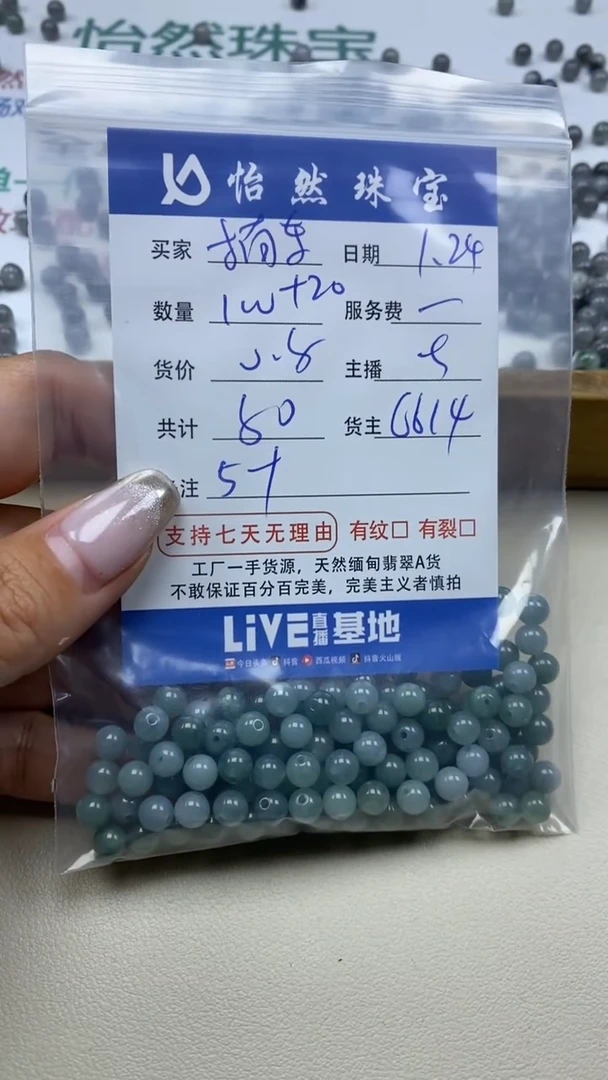 怡然珠宝
怡然珠宝
买家 日期 1.24
数量 1w+20 服务费 一
货价 主播
共计 80 货主 6614
注 5十
支持七天无理由 有纹□ 有裂□
工厂一手货源，天然缅甸翡翠A货
不敢保证百分百完美，完美主义者慎拍
LiVE直播基地
今日头条 抖音 西瓜视频 抖音火山版